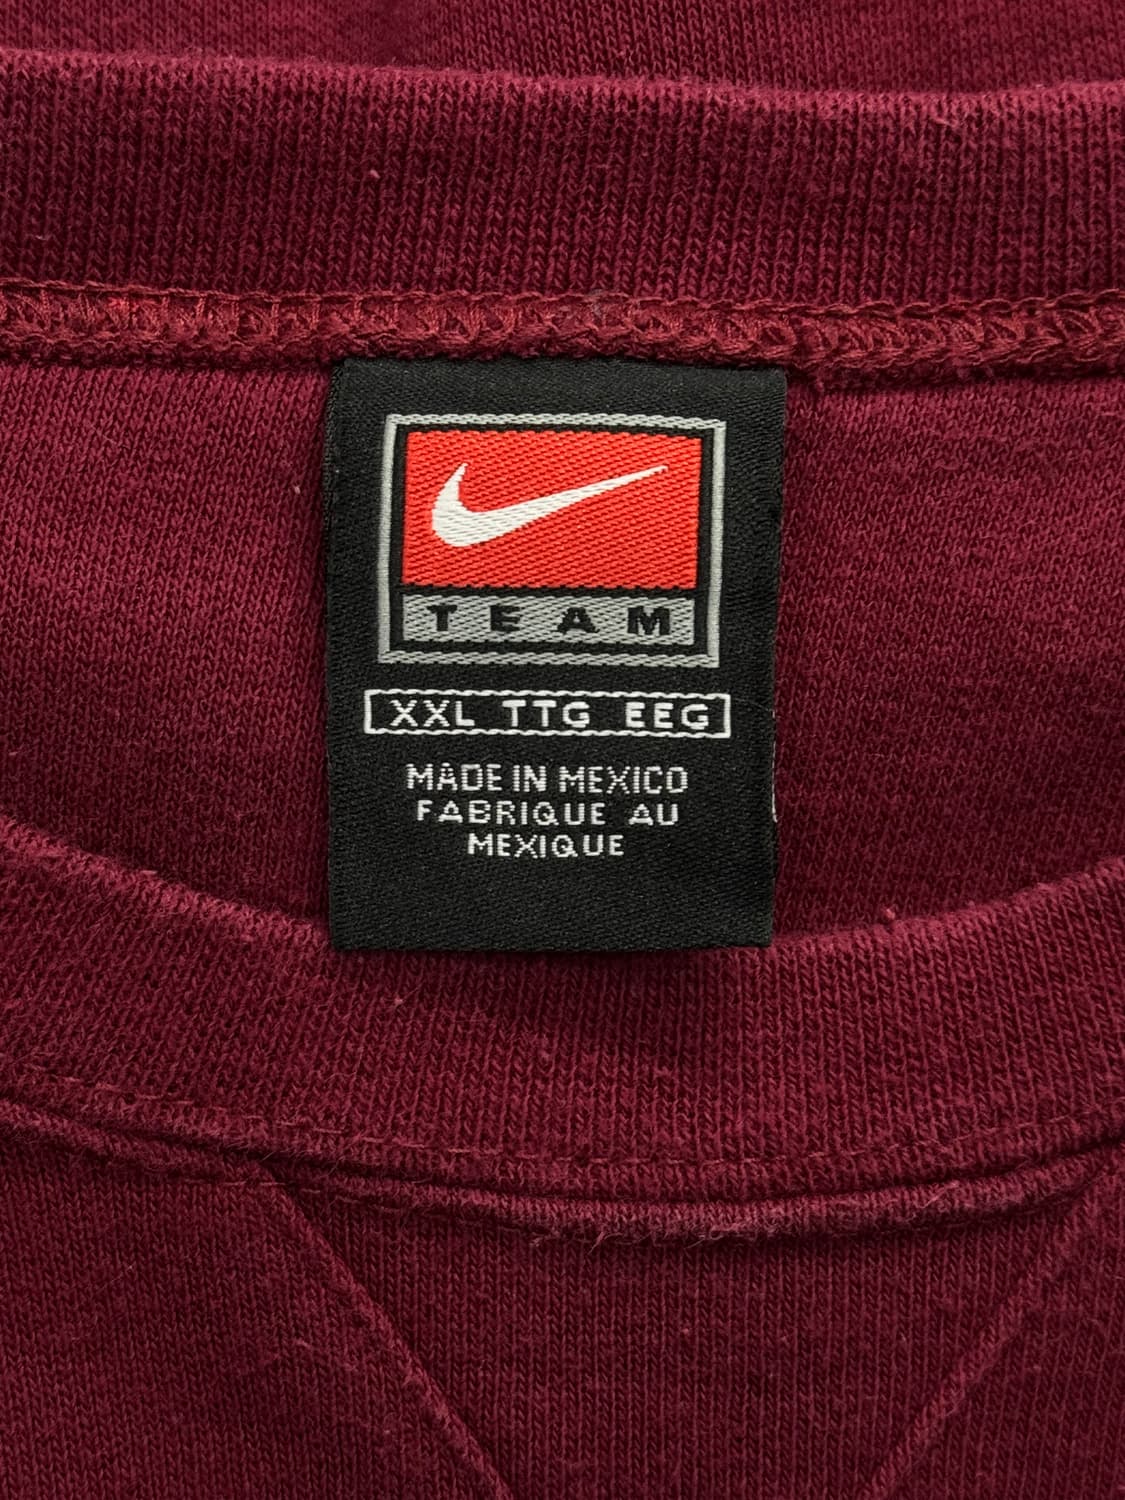 TEAM
XXL TTG EEG
MADE IN MEXICO
FABRIQUE AU
MEXIQUE